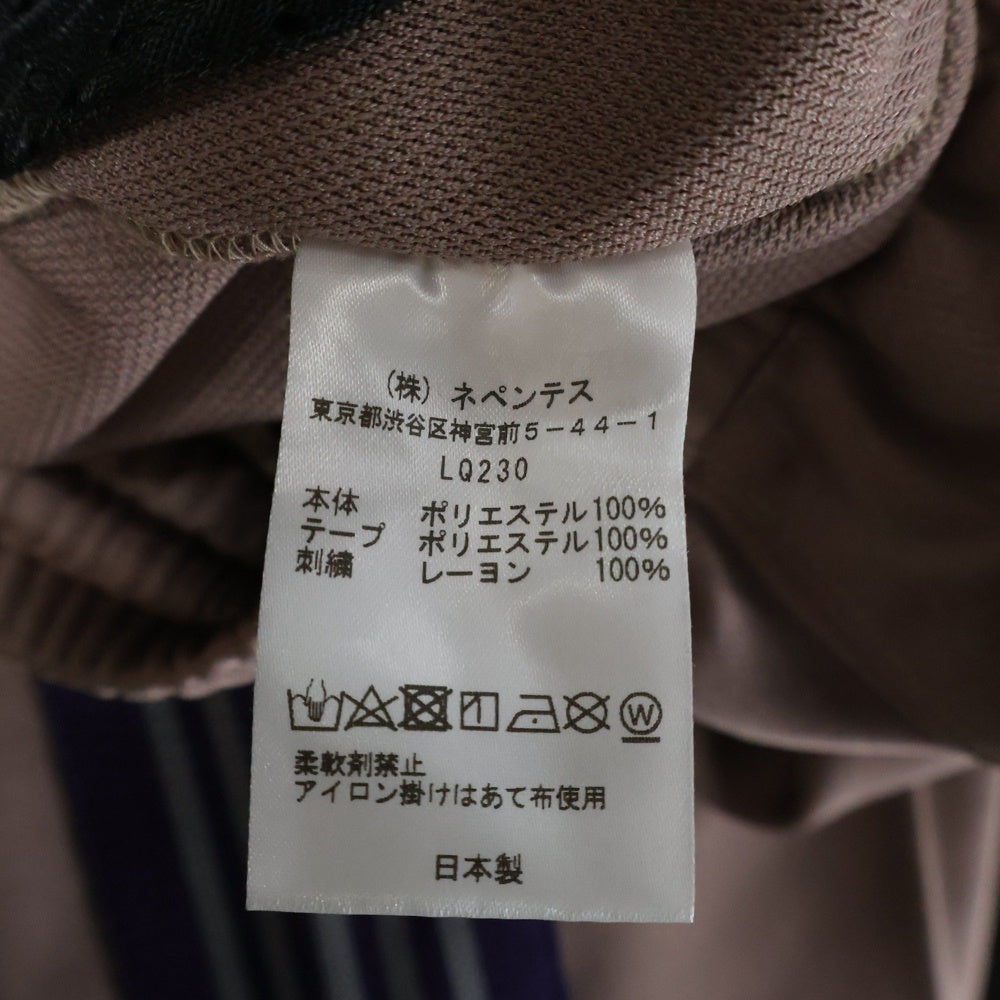 (株) ネペンテス
東京都渋谷区神宮前5-44-1
LQ230
本体 ポリエステル100%
テープ ポリエステル100%
刺繍 レーヨン 100%
W
柔軟剤禁止
アイロン掛けはあて布使用
日本製